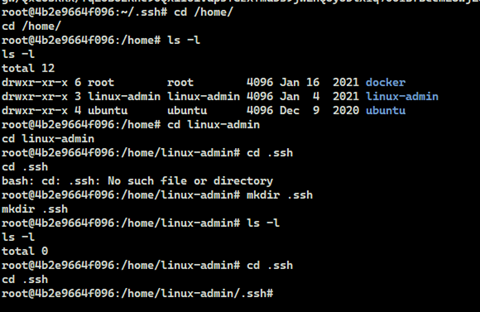 root@4b2e9664f096:~/.ssh# cd /home/
cd /home/
root@4b2e9664f096:/home# ls -l
ls -l
total 12
drwxr-xr-x 6 root        root        4096 Jan 16  2021 docker
drwxr-xr-x 3 linux-admin linux-admin 4096 Jan  4  2021 linux-admin
drwxr-xr-x 4 ubuntu      ubuntu      4096 Dec  9  2020 ubuntu
root@4b2e9664f096:/home# cd linux-admin
cd linux-admin
root@4b2e9664f096:/home/linux-admin# cd .ssh
cd .ssh
bash: cd: .ssh: No such file or directory
root@4b2e9664f096:/home/linux-admin# mkdir .ssh
mkdir .ssh
root@4b2e9664f096:/home/linux-admin# ls -l
ls -l
total 0
root@4b2e9664f096:/home/linux-admin# cd .ssh
cd .ssh
root@4b2e9664f096:/home/linux-admin/.ssh#